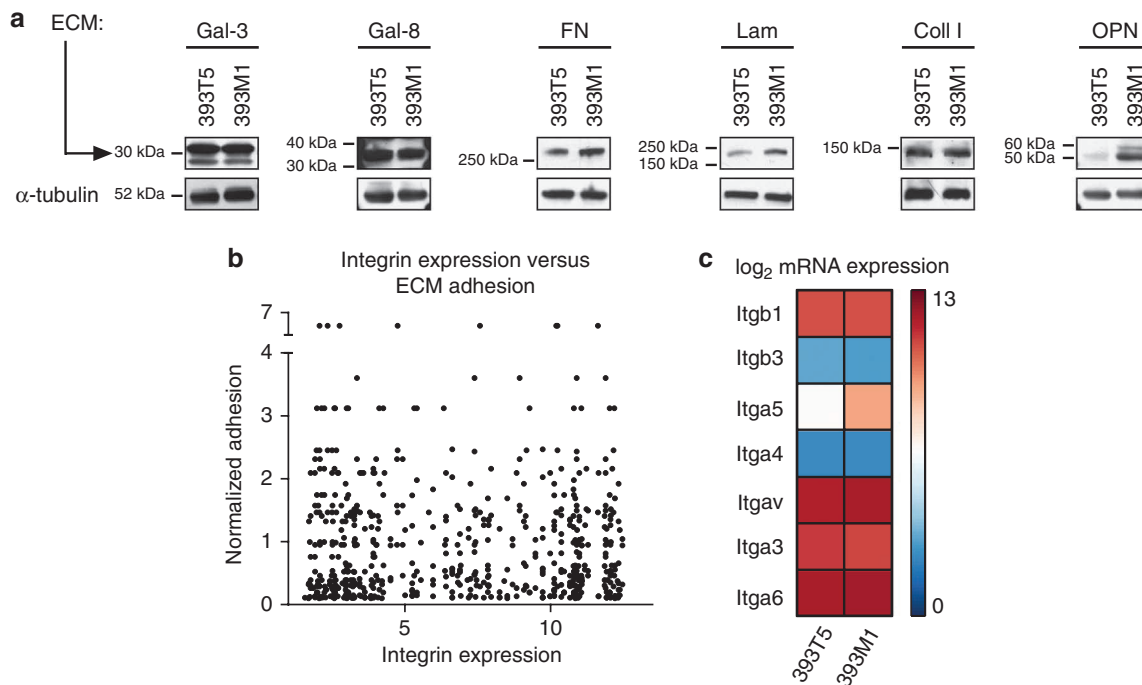 a
ECM:
Gal-3
Gal-8
FN
Lam
Coll I
OPN
393T5
393M1
393T5
393M1
393T5
393M1
393T5
393M1
393T5
393M1
393T5
393M1
30 kDa
40 kDa
30 kDa
250 kDa
250 kDa
150 kDa
150 kDa
60 kDa
50 kDa
α-tubulin
52 kDa
b
Integrin expression versus
ECM adhesion
Normalized adhesion
7
4
3
2
1
0
5
10
Integrin expression
c
log₂ mRNA expression
Itgb1
Itgb3
Itga5
Itga4
Itgav
Itga3
Itga6
13
0
393T5
393M1